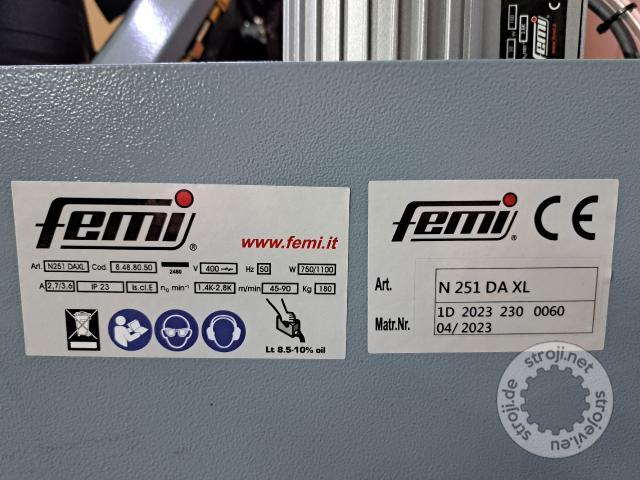 femi
femi®
www.femi.it
Art. N251 DAXL Cod. 8.48.80.50 2480 V 400 Hz 50 W 750/1100
A 2,7/3,6 IP 23 Is.cl.E n₀ min⁻¹ 1,4K-2,8K m/min 45-90 Kg 180
Lt 8.5-10% oil
femi® CE
Art. N 251 DA XL
1D 2023 230 0060
Matr.Nr. 04/2023
stroji.net
stroji.de
strojevi.eu